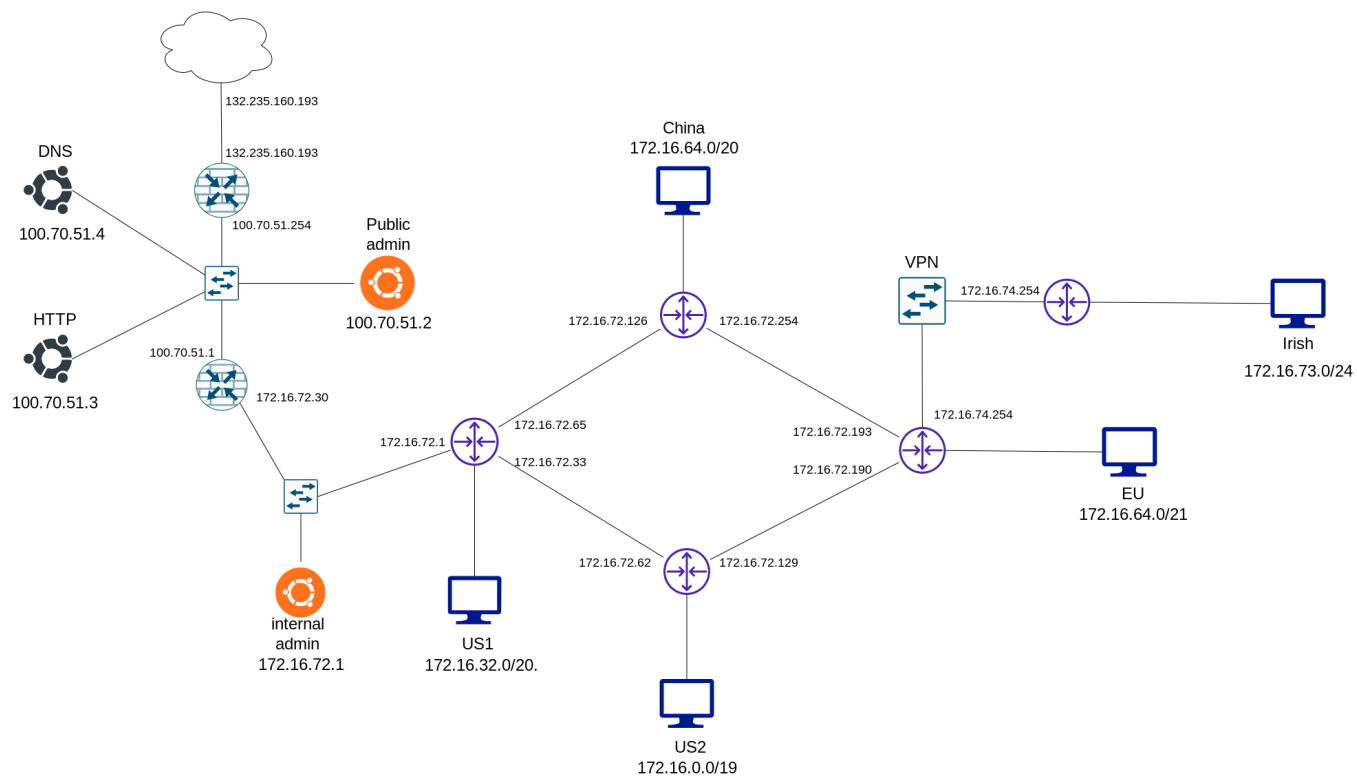 132.235.160.193
132.235.160.193
DNS
100.70.51.4
100.70.51.254
Public
admin
100.70.51.2
HTTP
100.70.51.3
100.70.51.1
172.16.72.30
172.16.72.1
internal
admin
172.16.72.1
172.16.72.65
172.16.72.33
US1
172.16.32.0/20.
China
172.16.64.0/20
172.16.72.126
172.16.72.254
172.16.72.62
172.16.72.129
US2
172.16.0.0/19
VPN
172.16.74.254
172.16.74.254
172.16.72.193
172.16.72.190
Irish
172.16.73.0/24
EU
172.16.64.0/21